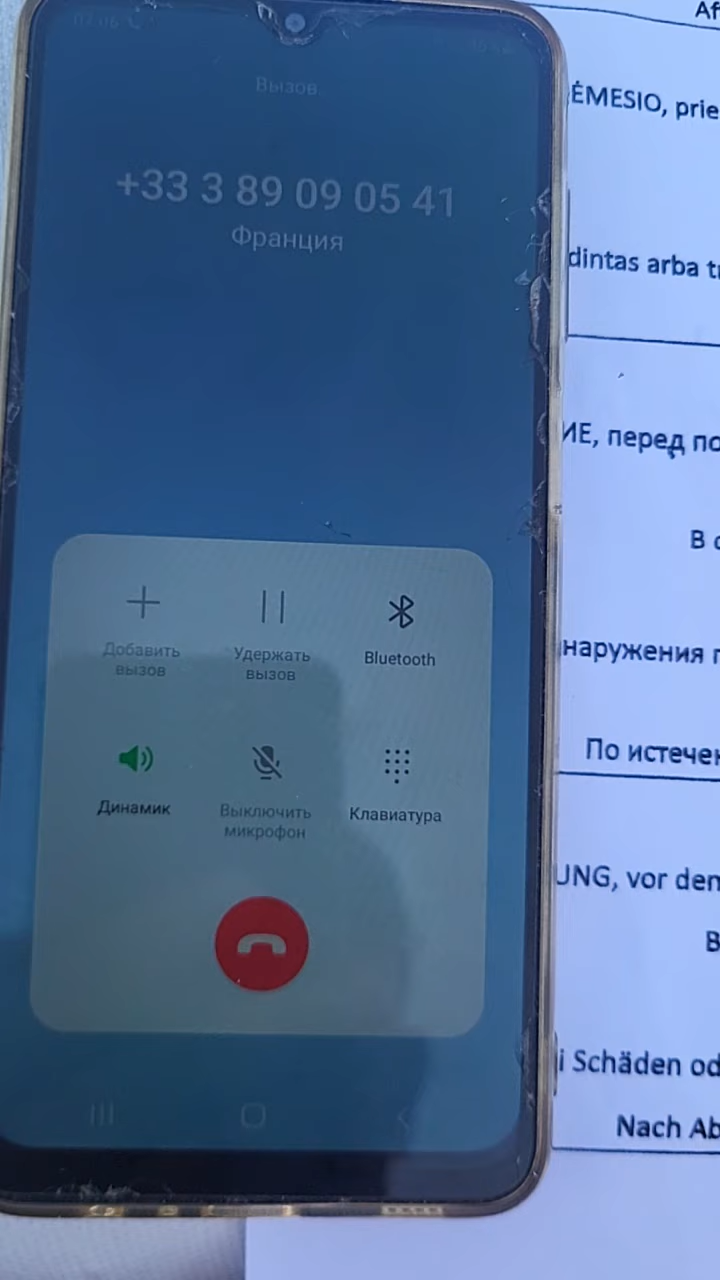 Вызов
+33 3 89 09 05 41
Франция
Добавить
вызов
Удержать
вызов
Bluetooth
Динамик
Выключить
микрофон
Клавиатура
Af
ĖMESIO, prie
dintas arba t
ИЕ, перед по
В
наружения
По истечен
UNG, vor den
B
i Schäden od
Nach Ab